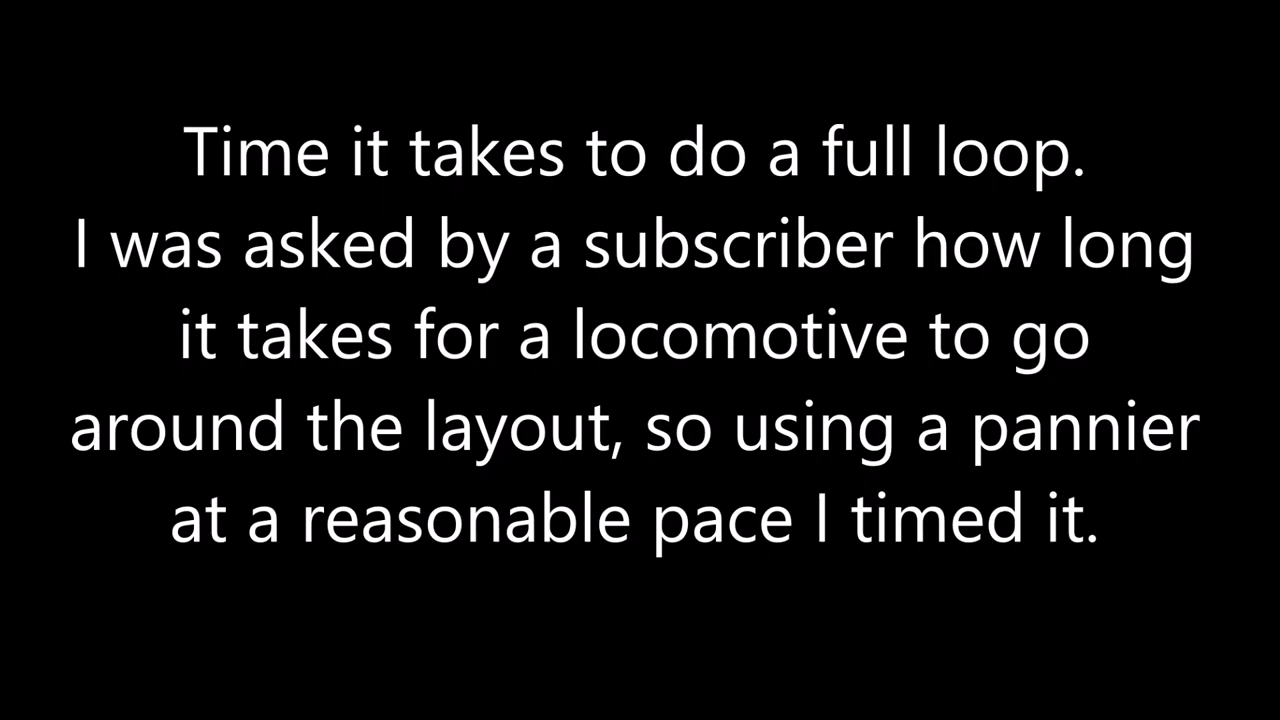 Time it takes to do a full loop.
I was asked by a subscriber how long
it takes for a locomotive to go
around the layout, so using a pannier
at a reasonable pace I timed it.